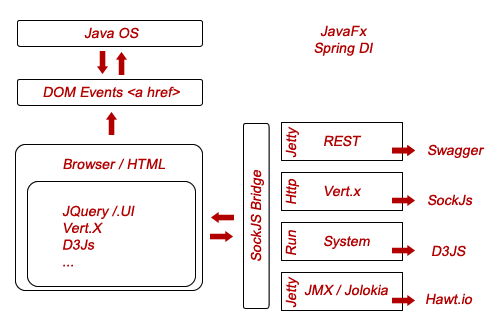 Java OS
JavaFx
Spring DI
DOM Events <a href>
Browser / HTML
JQuery /.UI
Vert.X
D3Js
...
SockJS Bridge
Jetty
REST
Swagger
Http
Vert.x
SockJs
Run
System
D3JS
Jetty
JMX / Jolokia
Hawt.io